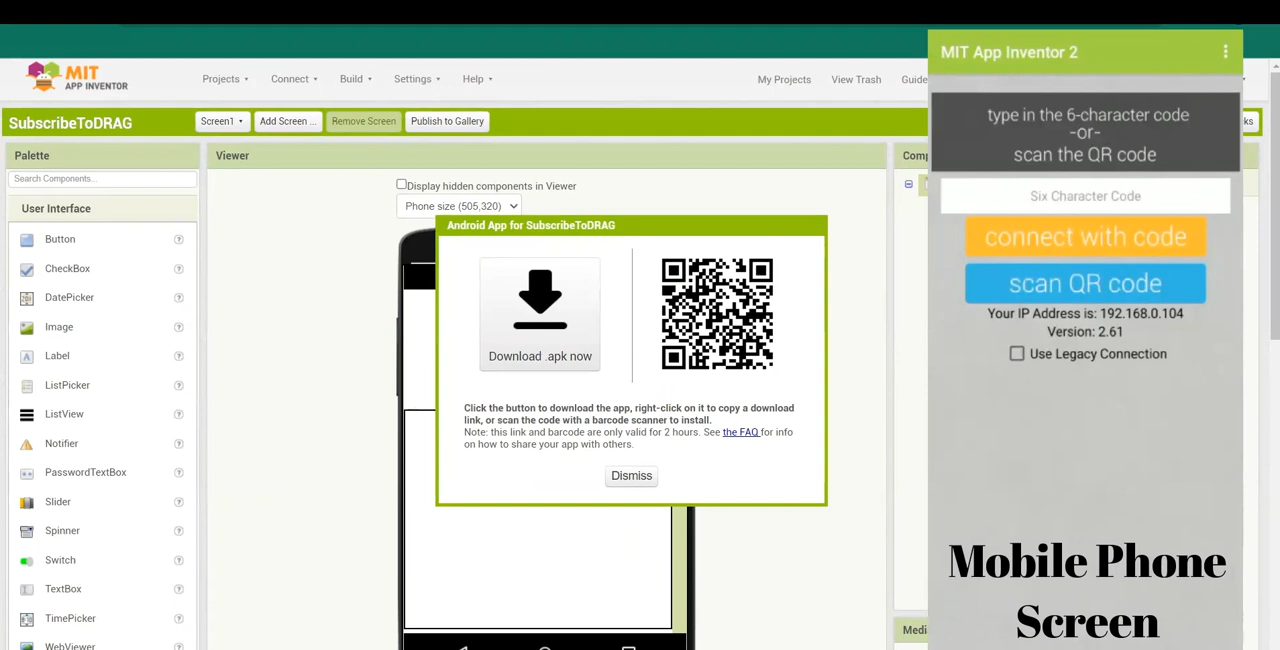 MIT
APP INVENTOR
Projects
Connect
Build
Settings
Help
My Projects
View Trash
Guide
SubscribeToDRAG
Screen1
Add Screen ...
Remove Screen
Publish to Gallery
Palette
Search Components...
User Interface
Button
CheckBox
DatePicker
Image
Label
ListPicker
ListView
Notifier
PasswordTextBox
Slider
Spinner
Switch
TextBox
TimePicker
WebViewer
Viewer
Display hidden components in Viewer
Phone size (505,320)
Android App for SubscribeToDRAG
Download .apk now
Click the button to download the app, right-click on it to copy a download
link, or scan the code with a barcode scanner to install.
Note: this link and barcode are only valid for 2 hours. See the FAQ for info
on how to share your app with others.
Dismiss
Comp
Media
MIT App Inventor 2
type in the 6-character code
-or-
scan the QR code
Six Character Code
connect with code
scan QR code
Your IP Address is: 192.168.0.104
Version: 2.61
Use Legacy Connection
Mobile Phone
Screen